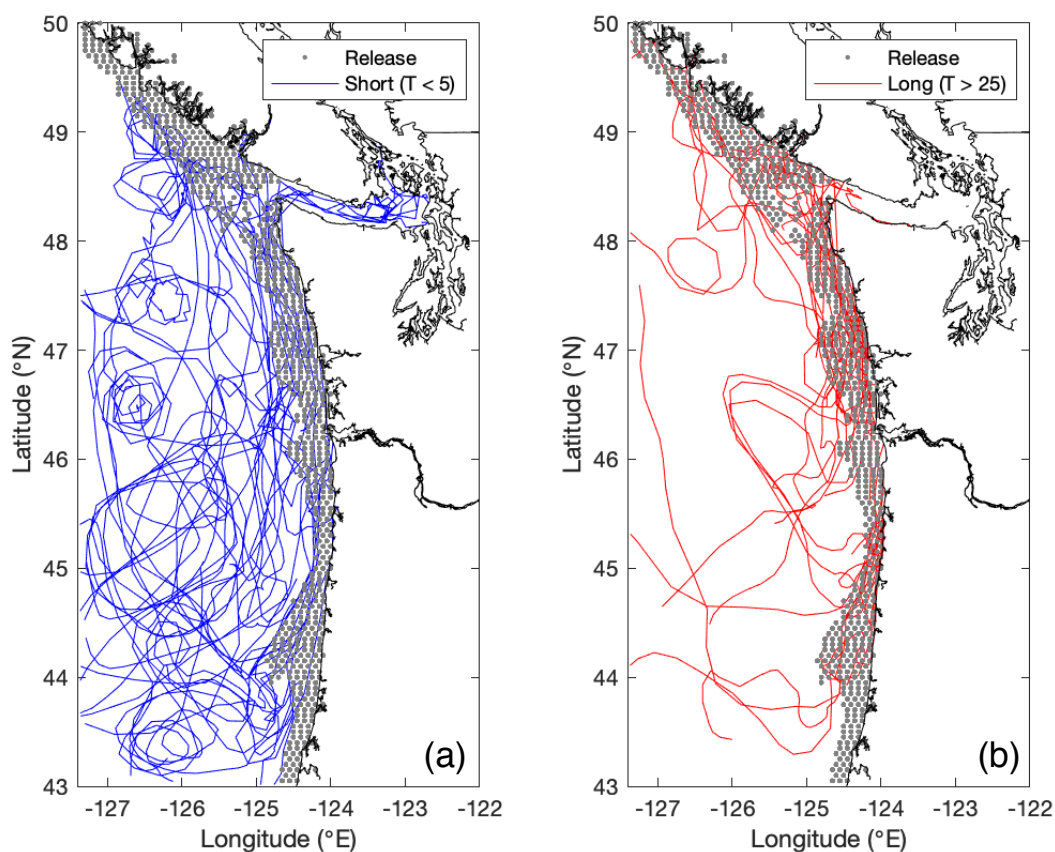 50
49
48
47
46
45
44
43
Latitude (°N)
-127
-126
-125
-124
-123
-122
Longitude (°E)
Release
Short (T < 5)
(a)
50
49
48
47
46
45
44
43
Latitude (°N)
-127
-126
-125
-124
-123
-122
Longitude (°E)
Release
Long (T > 25)
(b)